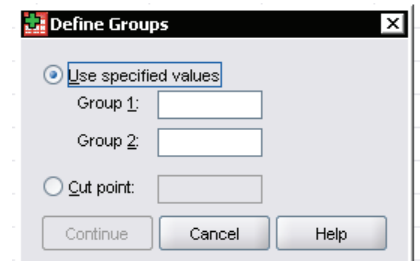 Define Groups
Use specified values
Group 1:
Group 2:
Cut point:
Continue Cancel Help